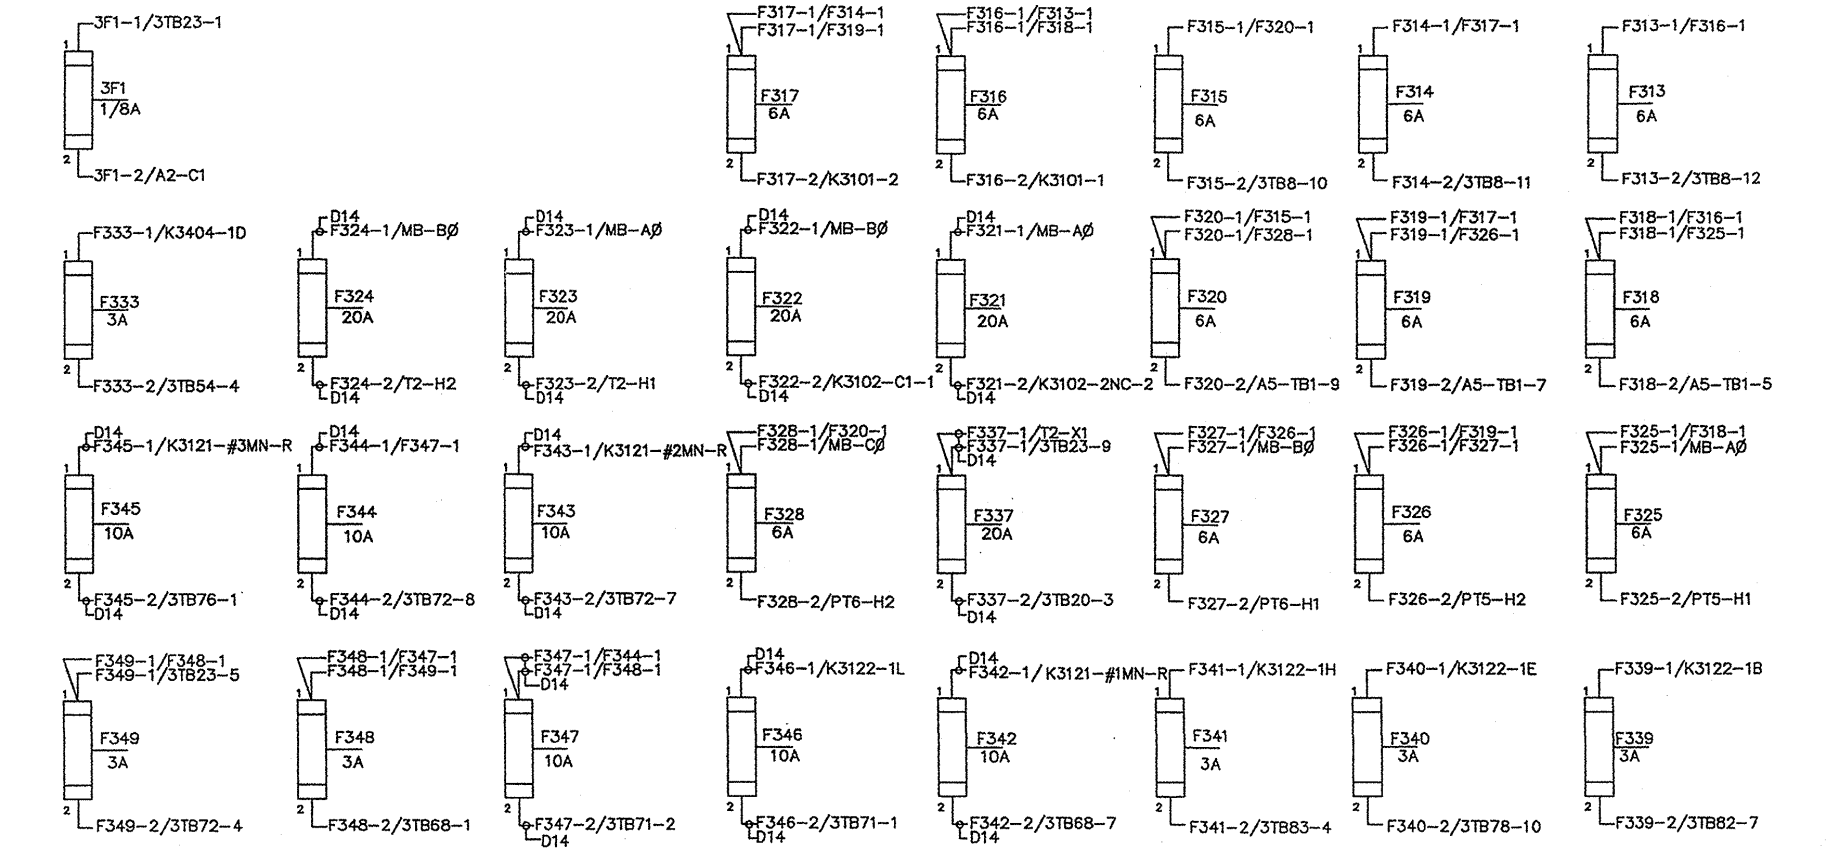 3F1-1/3TB23-1
1
3F1
1/8A
2
3F1-2/A2-C1
F317-1/F314-1
F317-1/F319-1
1
F317
6A
2
F317-2/K3101-2
F316-1/F313-1
F316-1/F318-1
1
F316
6A
2
F316-2/K3101-1
F315-1/F320-1
1
F315
6A
2
F315-2/3TB8-10
F314-1/F317-1
1
F314
6A
2
F314-2/3TB8-11
F313-1/F316-1
1
F313
6A
2
F313-2/3TB8-12
F333-1/K3404-1D
1
F333
3A
2
F333-2/3TB54-4
D14
F324-1/MB-BØ
1
F324
20A
2
F324-2/T2-H2
D14
D14
F323-1/MB-AØ
1
F323
20A
2
F323-2/T2-H1
D14
D14
F322-1/MB-BØ
1
F322
20A
2
F322-2/K3102-C1-1
D14
D14
F321-1/MB-AØ
1
F321
20A
2
F321-2/K3102-2NC-2
D14
F320-1/F315-1
F320-1/F328-1
1
F320
6A
2
F320-2/A5-TB1-9
F319-1/F317-1
F319-1/F326-1
1
F319
6A
2
F319-2/A5-TB1-7
F318-1/F316-1
F318-1/F325-1
1
F318
6A
2
F318-2/A5-TB1-5
D14
F345-1/K3121-#3MN-R
1
F345
10A
2
F345-2/3TB76-1
D14
D14
F344-1/F347-1
1
F344
10A
2
F344-2/3TB72-8
D14
D14
F343-1/K3121-#2MN-R
1
F343
10A
2
F343-2/3TB72-7
D14
F328-1/F320-1
F328-1/MB-CØ
1
F328
6A
2
F328-2/PT6-H2
F337-1/T2-X1
F337-1/3TB23-9
D14
1
F337
20A
2
F337-2/3TB20-3
D14
F327-1/F326-1
F327-1/MB-BØ
1
F327
6A
2
F327-2/PT6-H1
F326-1/F319-1
F326-1/F327-1
1
F326
6A
2
F326-2/PT5-H2
F325-1/F318-1
F325-1/MB-AØ
1
F325
6A
2
F325-2/PT5-H1
F349-1/F348-1
F349-1/3TB23-5
1
F349
3A
2
F349-2/3TB72-4
F348-1/F347-1
F348-1/F349-1
1
F348
3A
2
F348-2/3TB68-1
F347-1/F344-1
F347-1/F348-1
D14
1
F347
10A
2
F347-2/3TB71-2
D14
D14
F346-1/K3122-1L
1
F346
10A
2
F346-2/3TB71-1
D14
D14
F342-1/K3121-#1MN-R
1
F342
10A
2
F342-2/3TB68-7
D14
F341-1/K3122-1H
1
F341
3A
2
F341-2/3TB83-4
F340-1/K3122-1E
1
F340
3A
2
F340-2/3TB78-10
F339-1/K3122-1B
1
F339
3A
2
F339-2/3TB82-7